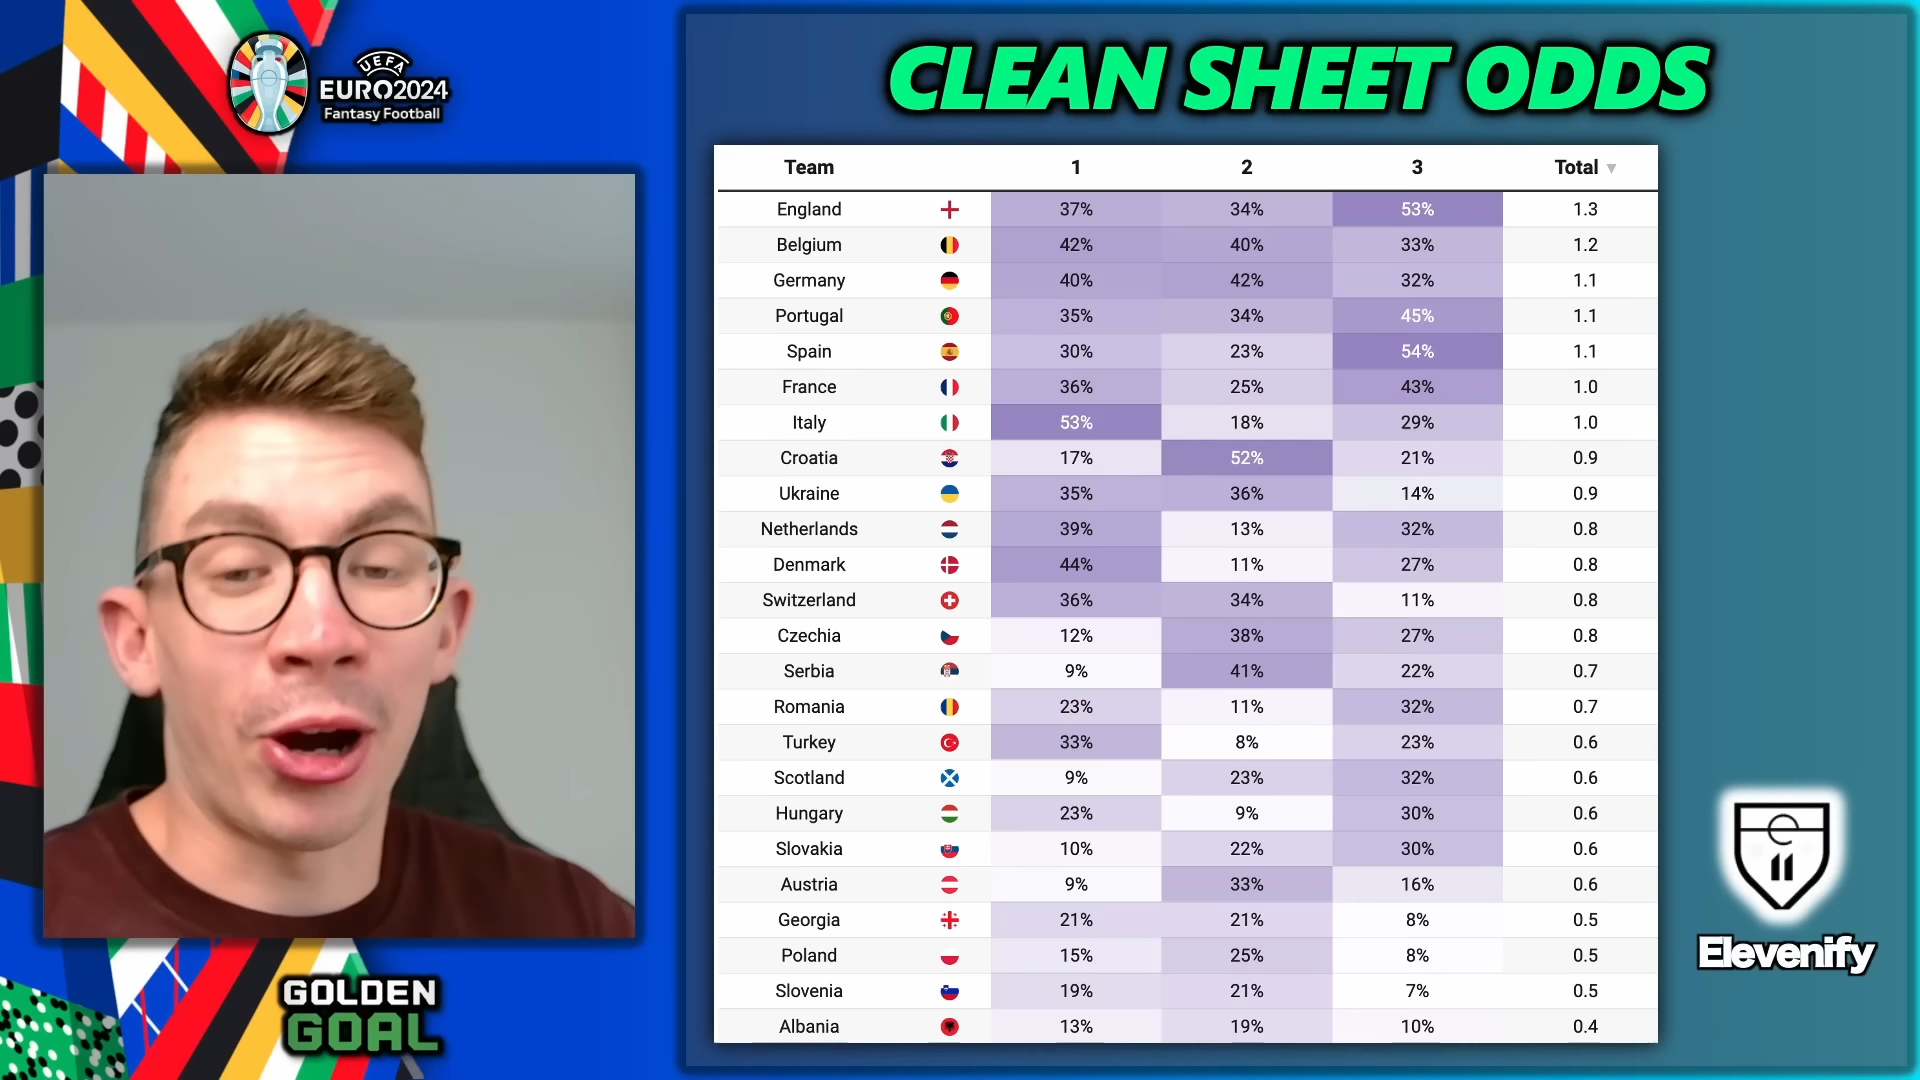 UEFA
EURO2024
Fantasy Football
CLEAN SHEET ODDS
Team 1 2 3 Total
England 37% 34% 53% 1.3
Belgium 42% 40% 33% 1.2
Germany 40% 42% 32% 1.1
Portugal 35% 34% 45% 1.1
Spain 30% 23% 54% 1.1
France 36% 25% 43% 1.0
Italy 53% 18% 29% 1.0
Croatia 17% 52% 21% 0.9
Ukraine 35% 36% 14% 0.9
Netherlands 39% 13% 32% 0.8
Denmark 44% 11% 27% 0.8
Switzerland 36% 34% 11% 0.8
Czechia 12% 38% 27% 0.8
Serbia 9% 41% 22% 0.7
Romania 23% 11% 32% 0.7
Turkey 33% 8% 23% 0.6
Scotland 9% 23% 32% 0.6
Hungary 23% 9% 30% 0.6
Slovakia 10% 22% 30% 0.6
Austria 9% 33% 16% 0.6
Georgia 21% 21% 8% 0.5
Poland 15% 25% 8% 0.5
Slovenia 19% 21% 7% 0.5
Albania 13% 19% 10% 0.4
11
Elevenify
GOLDEN
GOAL